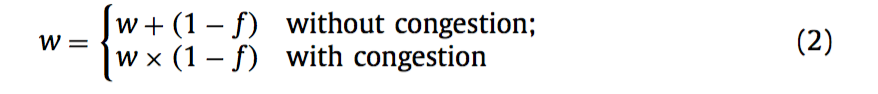 w = { w + (1 − f) without congestion;
w × (1 − f) with congestion (2)